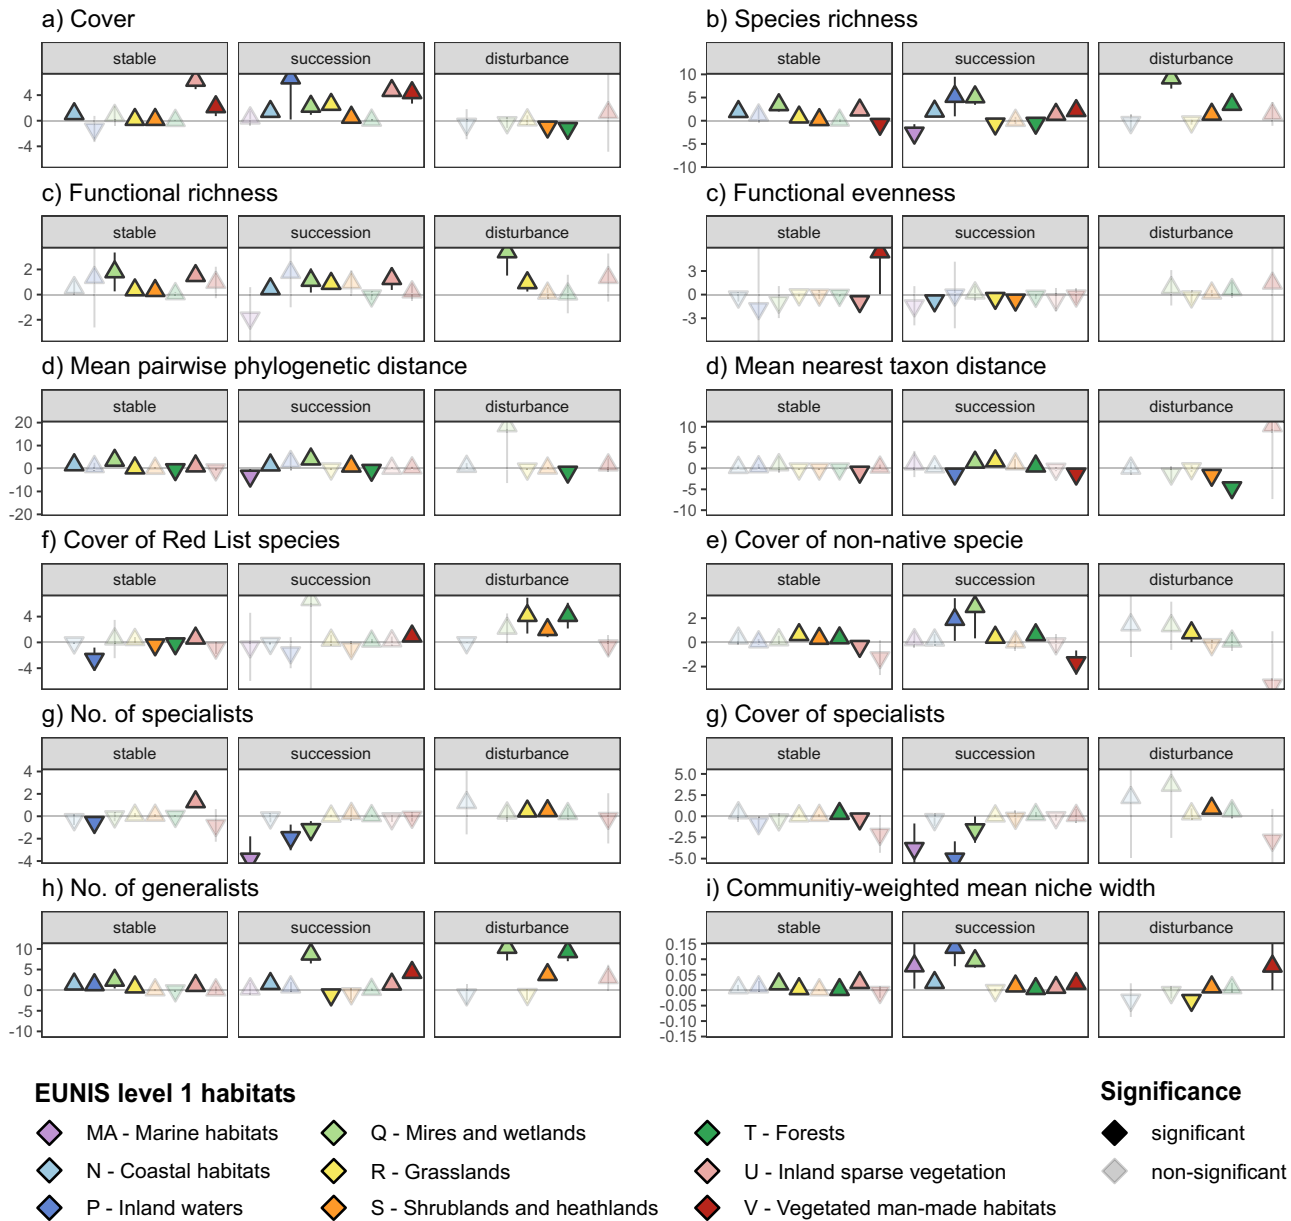 a) Cover
b) Species richness
stable succession disturbance
stable succession disturbance
4
0
-4
10
5
0
-5
-10
c) Functional richness
c) Functional evenness
stable succession disturbance
stable succession disturbance
2
0
-2
3
0
-3
d) Mean pairwise phylogenetic distance
d) Mean nearest taxon distance
stable succession disturbance
stable succession disturbance
20
10
0
-10
-20
10
5
0
-5
-10
f) Cover of Red List species
e) Cover of non-native specie
stable succession disturbance
stable succession disturbance
4
0
-4
2
0
-2
g) No. of specialists
g) Cover of specialists
stable succession disturbance
stable succession disturbance
4
2
0
-2
-4
5.0
2.5
0.0
-2.5
-5.0
h) No. of generalists
i) Communitiy-weighted mean niche width
stable succession disturbance
stable succession disturbance
10
5
0
-5
-10
0.15
0.10
0.05
0.00
-0.05
-0.10
-0.15
EUNIS level 1 habitats
MA - Marine habitats
N - Coastal habitats
P - Inland waters
Q - Mires and wetlands
R - Grasslands
S - Shrublands and heathlands
T - Forests
U - Inland sparse vegetation
V - Vegetated man-made habitats
Significance
significant
non-significant